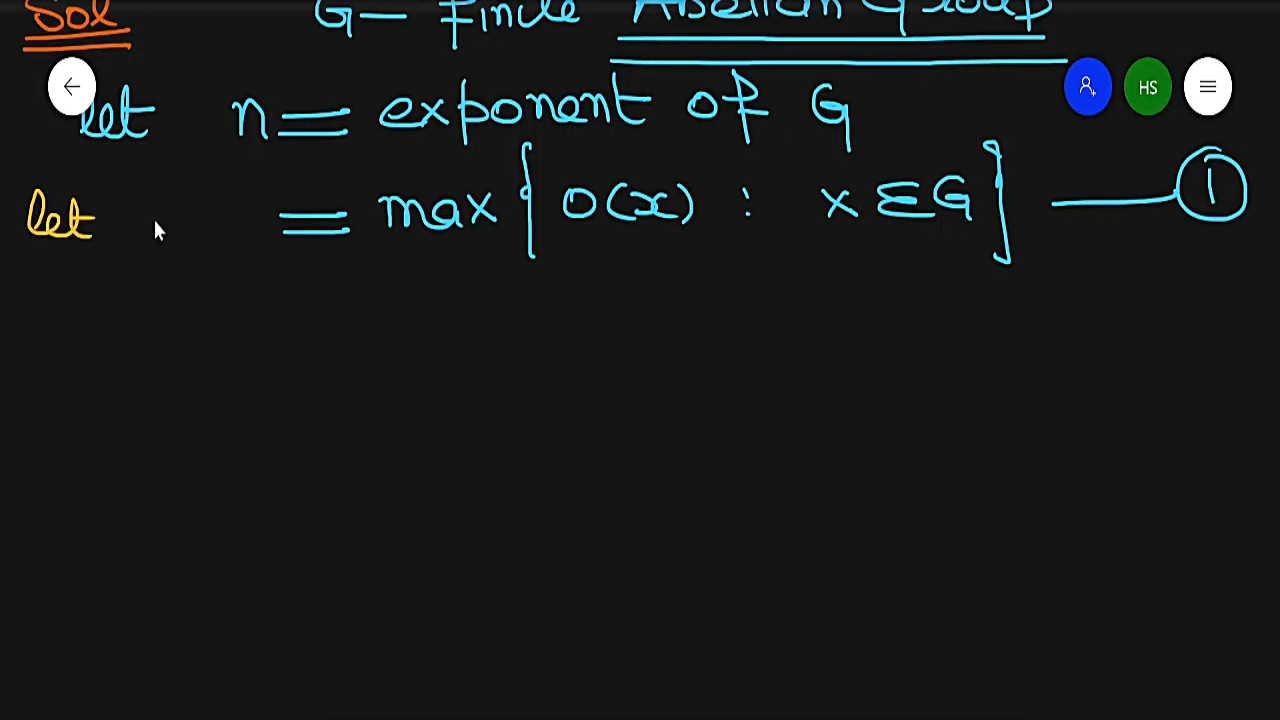 Sol G — finite Abelian Group
let n = exponent of G
HS
let = max { O(x) : x ∈ G } — 1